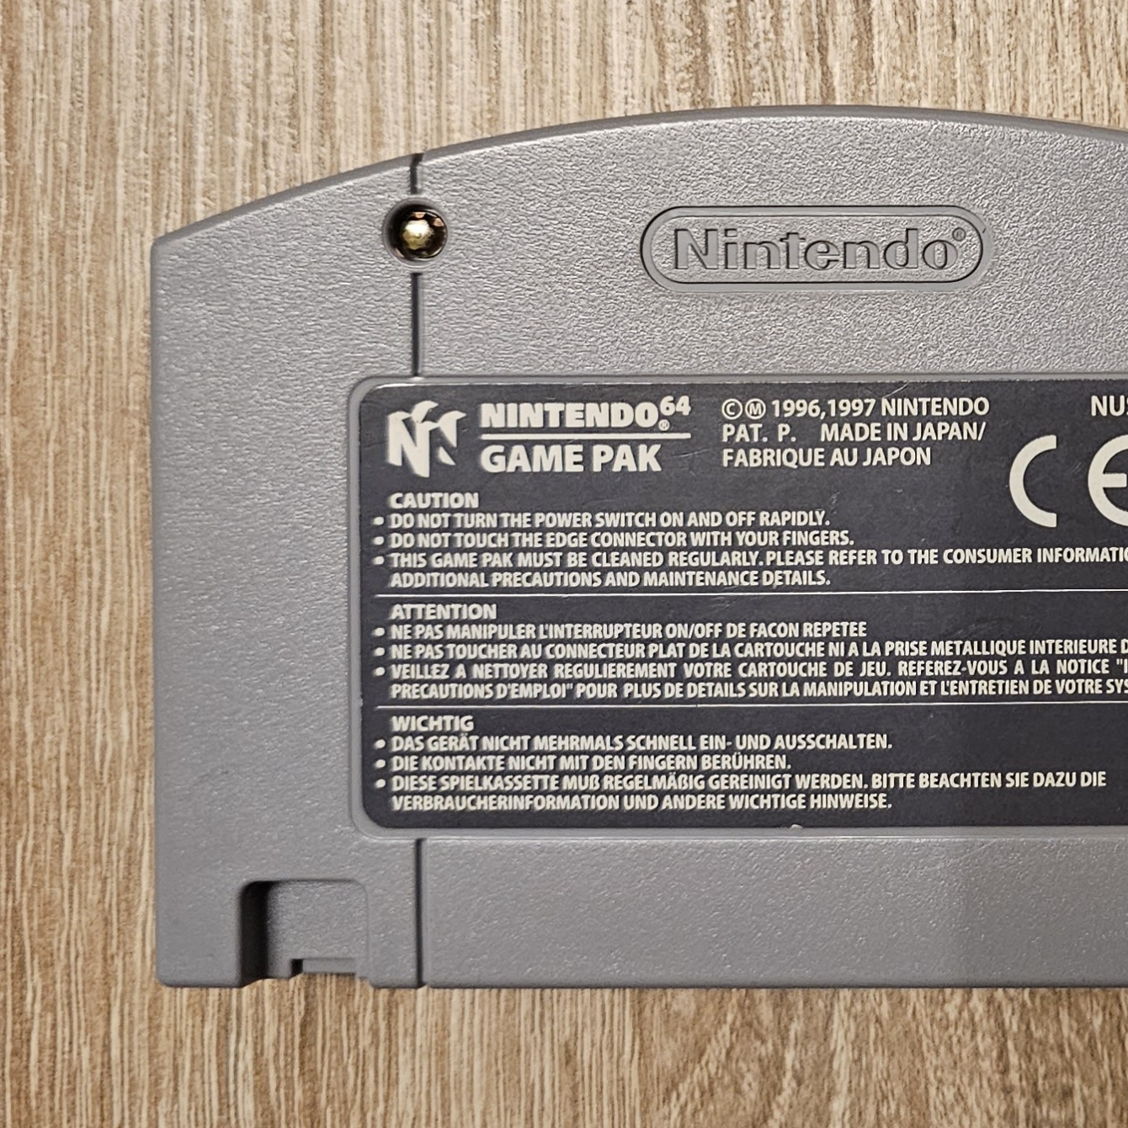 Nintendo®
NINTENDO64®
GAME PAK
©Ⓜ 1996,1997 NINTENDO
PAT. P. MADE IN JAPAN/
FABRIQUE AU JAPON
CE
CAUTION
• DO NOT TURN THE POWER SWITCH ON AND OFF RAPIDLY.
• DO NOT TOUCH THE EDGE CONNECTOR WITH YOUR FINGERS.
• THIS GAME PAK MUST BE CLEANED REGULARLY. PLEASE REFER TO THE CONSUMER
ADDITIONAL PRECAUTIONS AND MAINTENANCE DETAILS.
ATTENTION
• NE PAS MANIPULER L'INTERRUPTEUR ON/OFF DE FACON REPETEE
• NE PAS TOUCHER AU CONNECTEUR PLAT DE LA CARTOUCHE NI A LA PRISE METALLIQUE INTERIEURE
• VEILLEZ A NETTOYER REGULIEREMENT VOTRE CARTOUCHE DE JEU. REFEREZ-VOUS A LA NOTICE
PRECAUTIONS D'EMPLOI" POUR PLUS DE DETAILS SUR LA MANIPULATION ET L'ENTRETIEN DE VOTRE
WICHTIG
• DAS GERÄT NICHT MEHRMALS SCHNELL EIN- UND AUSSCHALTEN.
• DIE KONTAKTE NICHT MIT DEN FINGERN BERÜHREN.
• DIESE SPIELKASSETTE MUß REGELMÄßIG GEREINIGT WERDEN. BITTE BEACHTEN SIE DAZU DIE
VERBRAUCHERINFORMATION UND ANDERE WICHTIGE HINWEISE.